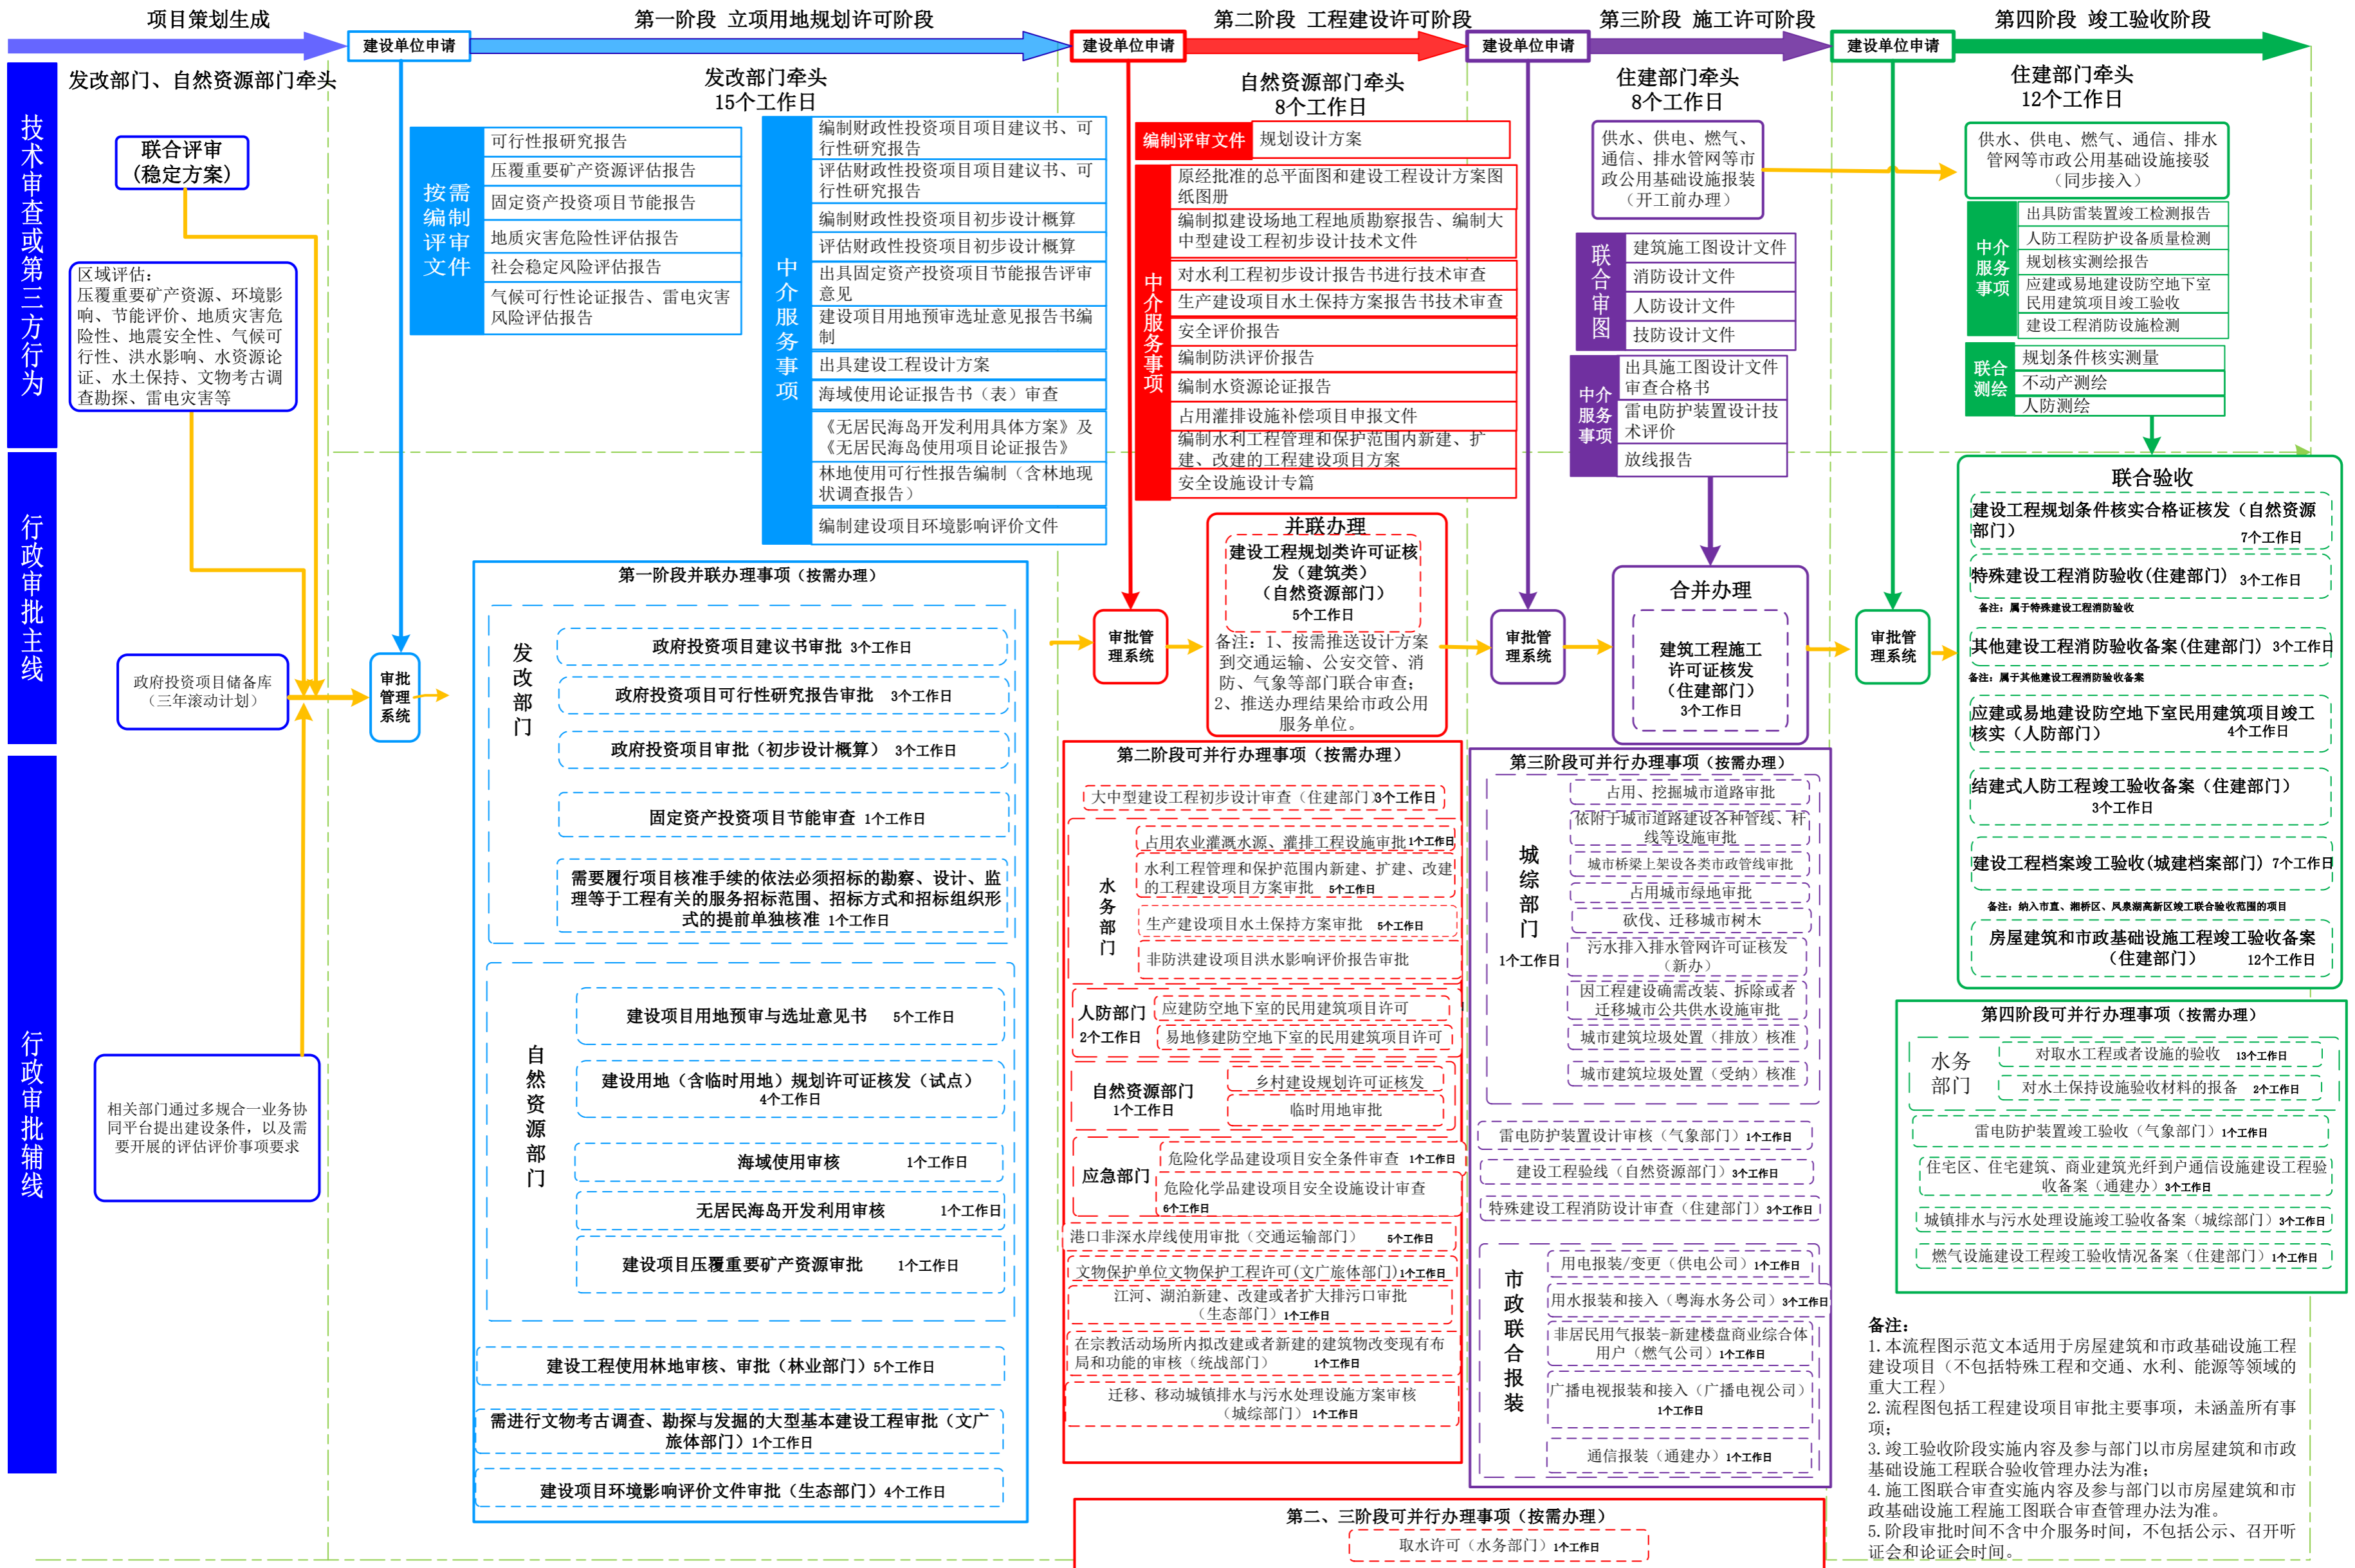 项目策划生成
第一阶段 立项用地规划许可阶段
第二阶段 工程建设许可阶段
第三阶段 施工许可阶段
第四阶段 竣工验收阶段
建设单位申请
建设单位申请
建设单位申请
建设单位申请
技术审查或第三方行为
行政审批主线
行政审批辅线
发改部门、自然资源部门牵头
联合评审
(稳定方案)
区域评估：
压覆重要矿产资源、环境影
响、节能评价、地质灾害危
险性、地震安全性、气候可
行性、洪水影响、水资源论
证、水土保持、文物考古调
查勘探、雷电灾害等
政府投资项目储备库
（三年滚动计划）
相关部门通过多规合一业务协
同平台提出建设条件，以及需
要开展的评估评价事项要求
发改部门牵头
15个工作日
按需
编制
评审
文件
可行性报研究报告
压覆重要矿产资源评估报告
固定资产投资项目节能报告
地质灾害危险性评估报告
社会稳定风险评估报告
气候可行性论证报告、雷电灾害
风险评估报告
中介服务事项
编制财政性投资项目项目建议书、可
行性研究报告
评估财政性投资项目项目建议书、可
行性研究报告
编制财政性投资项目初步设计概算
评估财政性投资项目初步设计概算
出具固定资产投资项目节能报告评审
意见
建设项目用地预审选址意见报告书编
制
出具建设工程设计方案
海域使用论证报告书（表）审查
《无居民海岛开发利用具体方案》及
《无居民海岛使用项目论证报告》
林地使用可行性报告编制（含林地现
状调查报告）
编制建设项目环境影响评价文件
审批
管理
系统
第一阶段并联办理事项（按需办理）
发改部门
政府投资项目建议书审批 3个工作日
政府投资项目可行性研究报告审批 3个工作日
政府投资项目审批（初步设计概算） 3个工作日
固定资产投资项目节能审查 1个工作日
需要履行项目核准手续的依法必须招标的勘察、设计、监
理等于工程有关的服务招标范围、招标方式和招标组织形
式的提前单独核准 1个工作日
自然资源部门
建设项目用地预审与选址意见书 5个工作日
建设用地（含临时用地）规划许可证核发（试点）
4个工作日
海域使用审核 1个工作日
无居民海岛开发利用审核 1个工作日
建设项目压覆重要矿产资源审批 1个工作日
建设工程使用林地审核、审批（林业部门）5个工作日
需进行文物考古调查、勘探与发掘的大型基本建设工程审批（文广
旅体部门）1个工作日
建设项目环境影响评价文件审批（生态部门）4个工作日
自然资源部门牵头
8个工作日
编制评审文件
规划设计方案
中介服务事项
原经批准的总平面图和建设工程设计方案图
纸图册
编制拟建设场地工程地质勘察报告、编制大
中型建设工程初步设计技术文件
对水利工程初步设计报告书进行技术审查
生产建设项目水土保持方案报告书技术审查
安全评价报告
编制防洪评价报告
编制水资源论证报告
占用灌排设施补偿项目申报文件
编制水利工程管理和保护范围内新建、扩
建、改建的工程建设项目方案
安全设施设计专篇
审批管
理系统
并联办理
建设工程规划类许可证核
发（建筑类）
（自然资源部门）
5个工作日
备注：1、按需推送设计方案
到交通运输、公安交管、消
防、气象等部门联合审查；
2、推送办理结果给市政公用
服务单位。
第二阶段可并行办理事项（按需办理）
大中型建设工程初步设计审查（住建部门）3个工作日
水务部门
占用农业灌溉水源、灌排工程设施审批 1个工作日
水利工程管理和保护范围内新建、扩建、改建
的工程建设项目方案审批 5个工作日
生产建设项目水土保持方案审批 5个工作日
非防洪建设项目洪水影响评价报告审批
人防部门
2个工作日
应建防空地下室的民用建筑项目许可
易地修建防空地下室的民用建筑项目许可
自然资源部门
1个工作日
乡村建设规划许可证核发
临时用地审批
应急部门
危险化学品建设项目安全条件审查 1个工作日
危险化学品建设项目安全设施设计审查
6个工作日
港口非深水岸线使用审批（交通运输部门） 5个工作日
文物保护单位文物保护工程许可(文广旅体部门)1个工作日
江河、湖泊新建、改建或者扩大排污口审批
（生态部门）1个工作日
在宗教活动场所内拟改建或者新建的建筑物改变现有布
局和功能的审核（统战部门） 1个工作日
迁移、移动城镇排水与污水处理设施方案审核
（城综部门）1个工作日
住建部门牵头
8个工作日
供水、供电、燃气、
通信、排水管网等市
政公用基础设施报装
（开工前办理）
联合审图
建筑施工图设计文件
消防设计文件
人防设计文件
技防设计文件
中介
服务
事项
出具施工图设计文件
审查合格书
雷电防护装置设计技
术评价
放线报告
审批管
理系统
合并办理
建筑工程施工
许可证核发
（住建部门）
3个工作日
第三阶段可并行办理事项（按需办理）
城综部门
1个工作日
占用、挖掘城市道路审批
依附于城市道路建设各种管线、杆
线等设施审批
城市桥梁上架设各类市政管线审批
占用城市绿地审批
砍伐、迁移城市树木
污水排入排水管网许可证核发
（新办）
因工程建设确需改装、拆除或者
迁移城市公共供水设施审批
城市建筑垃圾处置（排放）核准
城市建筑垃圾处置（受纳）核准
雷电防护装置设计审核（气象部门）1个工作日
建设工程验线（自然资源部门）3个工作日
特殊建设工程消防设计审查（住建部门）3个工作日
市政联合报装
用电报装/变更（供电公司）1个工作日
用水报装和接入（粤海水务公司）3个工作日
非居民用气报装-新建楼盘商业综合体
用户（燃气公司）1个工作日
广播电视报装和接入（广播电视公司）
1个工作日
通信报装（通建办）1个工作日
第二、三阶段可并行办理事项（按需办理）
取水许可（水务部门）1个工作日
住建部门牵头
12个工作日
供水、供电、燃气、通信、排水
管网等市政公用基础设施接驳
（同步接入）
中介
服务
事项
出具防雷装置竣工检测报告
人防工程防护设备质量检测
规划核实测绘报告
应建或易地建设防空地下室
民用建筑项目竣工验收
建设工程消防设施检测
联合
测绘
规划条件核实测量
不动产测绘
人防测绘
审批管
理系统
联合验收
建设工程规划条件核实合格证核发（自然资源
部门） 7个工作日
特殊建设工程消防验收(住建部门) 3个工作日
备注：属于特殊建设工程消防验收
其他建设工程消防验收备案(住建部门) 3个工作日
备注：属于其他建设工程消防验收备案
应建或易地建设防空地下室民用建筑项目竣工
核实（人防部门） 4个工作日
结建式人防工程竣工验收备案（住建部门）
3个工作日
建设工程档案竣工验收(城建档案部门) 7个工作日
备注：纳入市直、湘桥区、凤泉湖高新区竣工联合验收范围的项目
房屋建筑和市政基础设施工程竣工验收备案
（住建部门） 12个工作日
第四阶段可并行办理事项（按需办理）
水务
部门
对取水工程或者设施的验收 13个工作日
对水土保持设施验收材料的报备 2个工作日
雷电防护装置竣工验收（气象部门）1个工作日
住宅区、住宅建筑、商业建筑光纤到户通信设施建设工程验
收备案（通建办）3个工作日
城镇排水与污水处理设施竣工验收备案（城综部门）3个工作日
燃气设施建设工程竣工验收情况备案（住建部门）1个工作日
备注：
1.本流程图示范文本适用于房屋建筑和市政基础设施工程
建设项目（不包括特殊工程和交通、水利、能源等领域的
重大工程）
2.流程图包括工程建设项目审批主要事项，未涵盖所有事
项；
3.竣工验收阶段实施内容及参与部门以市房屋建筑和市政
基础设施工程联合验收管理办法为准；
4.施工图联合审查实施内容及参与部门以市房屋建筑和市
政基础设施工程施工图联合审查管理办法为准。
5.阶段审批时间不含中介服务时间，不包括公示、召开听
证会和论证会时间。